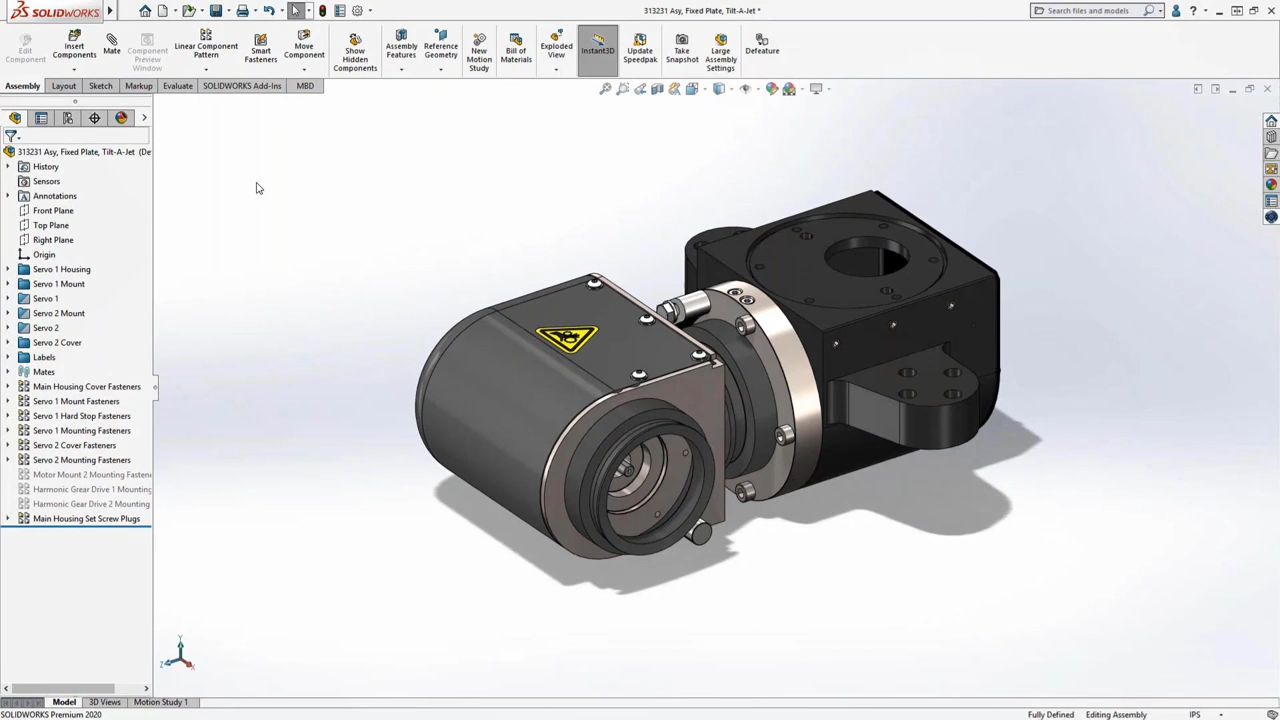 SOLIDWORKS
313231 Asy, Fixed Plate, Tilt-A-Jet *
Search files and models
Edit Component
Insert Components
Mate
Component Preview Window
Linear Component Pattern
Smart Fasteners
Move Component
Show Hidden Components
Assembly Features
Reference Geometry
New Motion Study
Bill of Materials
Exploded View
Instant3D
Update Speedpak
Take Snapshot
Large Assembly Settings
Defeature
Assembly
Layout
Sketch
Markup
Evaluate
SOLIDWORKS Add-Ins
MBD
313231 Asy, Fixed Plate, Tilt-A-Jet (De
History
Sensors
Annotations
Front Plane
Top Plane
Right Plane
Origin
Servo 1 Housing
Servo 1 Mount
Servo 1
Servo 2 Mount
Servo 2
Servo 2 Cover
Labels
Mates
Main Housing Cover Fasteners
Servo 1 Mount Fasteners
Servo 1 Hard Stop Fasteners
Servo 1 Mounting Fasteners
Servo 2 Cover Fasteners
Servo 2 Mounting Fasteners
Motor Mount 2 Mounting Fastene
Harmonic Gear Drive 1 Mounting
Harmonic Gear Drive 2 Mounting
Main Housing Set Screw Plugs
Y
Z
X
Model
3D Views
Motion Study 1
SOLIDWORKS Premium 2020
Fully Defined
Editing Assembly
IPS